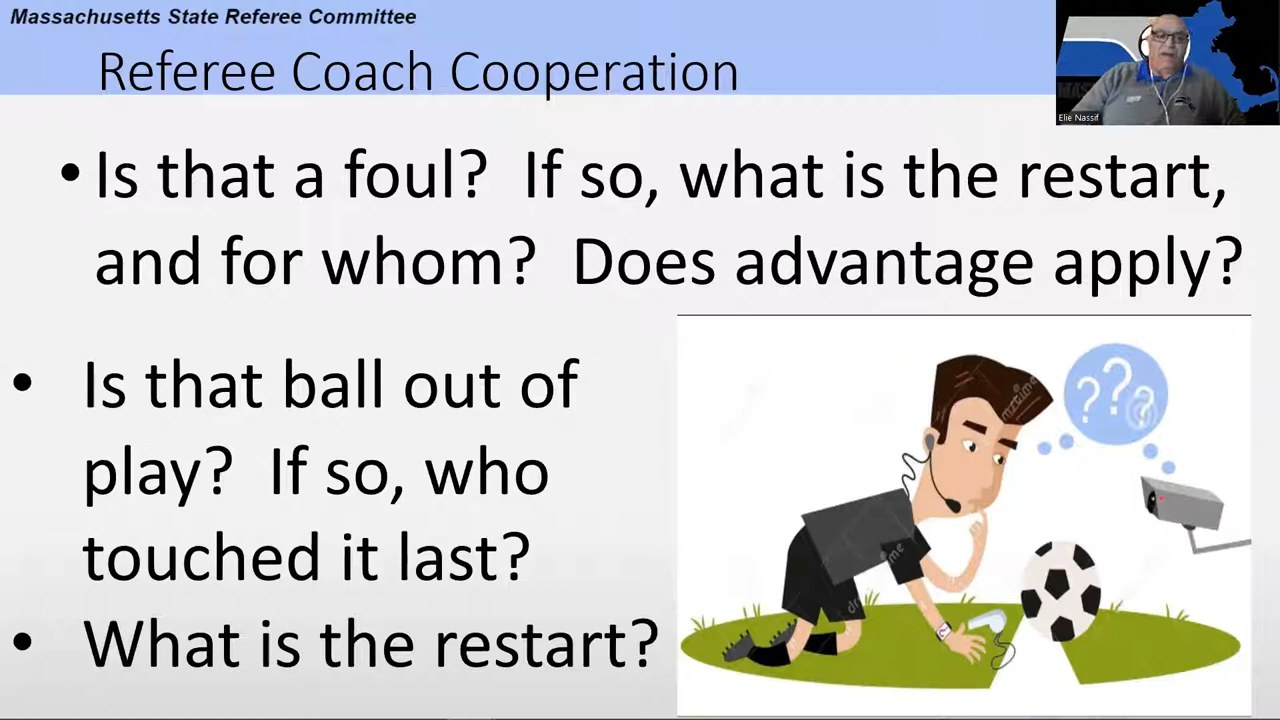 Massachusetts State Referee Committee
Referee Coach Cooperation
Elie Nassif
• Is that a foul? If so, what is the restart,
and for whom? Does advantage apply?
• Is that ball out of
play? If so, who
touched it last?
• What is the restart?
???